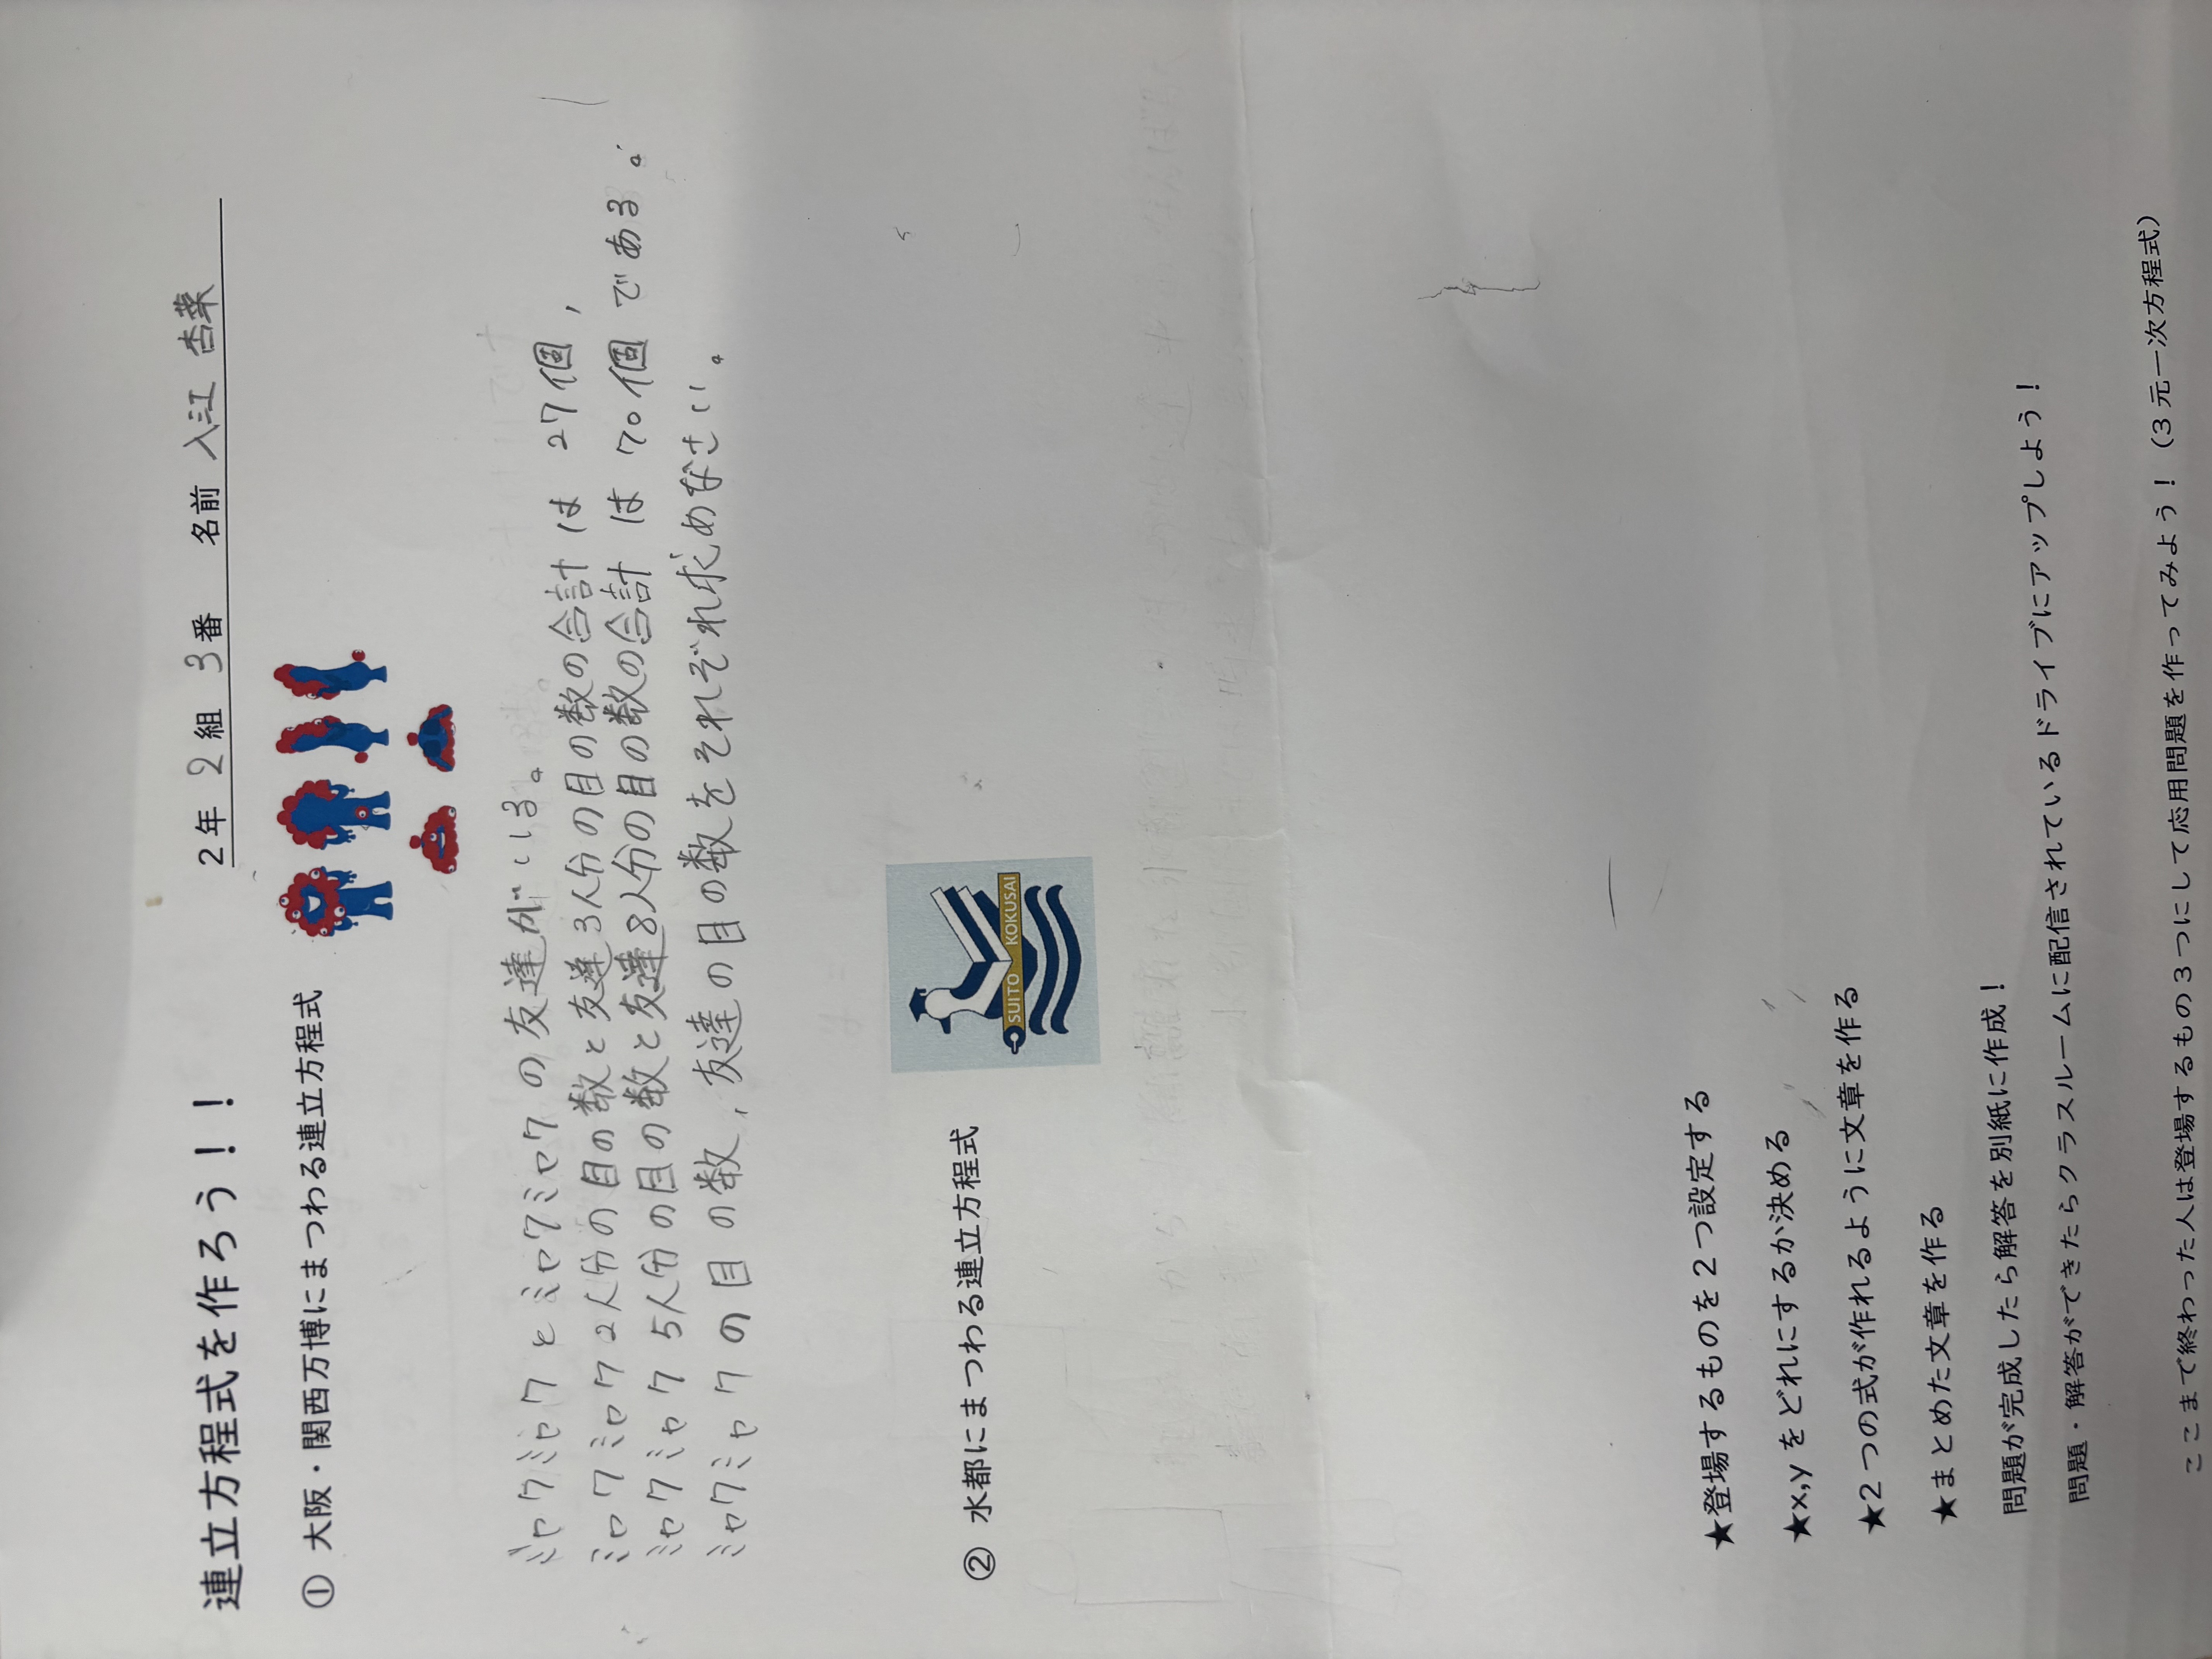 連立方程式を作ろう！！
2年 2組 3番 名前 入江 杏菜
① 大阪・関西万博にまつわる連立方程式
ミャクミャクとミャクミャクの友達がいる。
ミャクミャク2人分の目の数と友達3人分の目の数の合計は 27個,
ミャクミャク5人分の目の数と友達8人分の目の数の合計は 70個である。
ミャクミャクの目の数,友達の目の数をそれぞれ求めなさい。
② 水都にまつわる連立方程式
SUITO KOKUSAI
★登場するものを2つ設定する
★x,yをどれにするか決める
★2つの式が作れるように文章を作る
★まとめた文章を作る
問題が完成したら解答を別紙に作成！
問題・解答ができたらクラスルームに配信されているドライブにアップしよう！
ここまで終わった人は登場するもの3つにして応用問題を作ってみよう！（3元一次方程式）